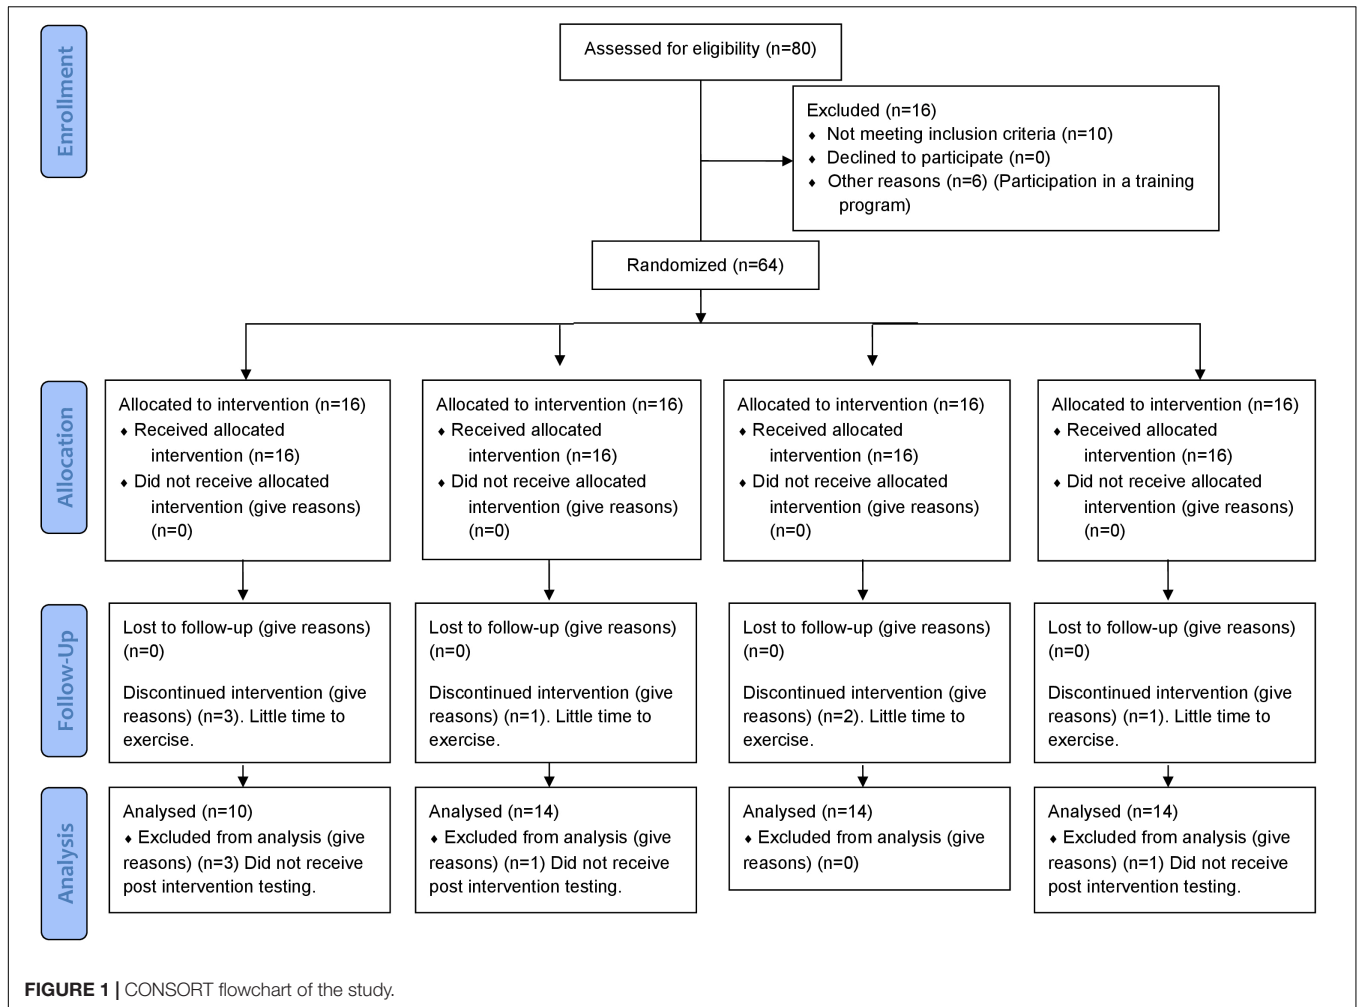 Enrollment
Assessed for eligibility (n=80)
Excluded (n=16)
♦ Not meeting inclusion criteria (n=10)
♦ Declined to participate (n=0)
♦ Other reasons (n=6) (Participation in a training
program)
Randomized (n=64)
Allocation
Allocated to intervention (n=16)
♦ Received allocated
intervention (n=16)
♦ Did not receive allocated
intervention (give reasons)
(n=0)
Allocated to intervention (n=16)
♦ Received allocated
intervention (n=16)
♦ Did not receive allocated
intervention (give reasons)
(n=0)
Allocated to intervention (n=16)
♦ Received allocated
intervention (n=16)
♦ Did not receive allocated
intervention (give reasons)
(n=0)
Allocated to intervention (n=16)
♦ Received allocated
intervention (n=16)
♦ Did not receive allocated
intervention (give reasons)
(n=0)
Follow-Up
Lost to follow-up (give reasons)
(n=0)
Discontinued intervention (give
reasons) (n=3). Little time to
exercise.
Lost to follow-up (give reasons)
(n=0)
Discontinued intervention (give
reasons) (n=1). Little time to
exercise.
Lost to follow-up (give reasons)
(n=0)
Discontinued intervention (give
reasons) (n=2). Little time to
exercise.
Lost to follow-up (give reasons)
(n=0)
Discontinued intervention (give
reasons) (n=1). Little time to
exercise.
Analysis
Analysed (n=10)
♦ Excluded from analysis (give
reasons) (n=3) Did not receive
post intervention testing.
Analysed (n=14)
♦ Excluded from analysis (give
reasons) (n=1) Did not receive
post intervention testing.
Analysed (n=14)
♦ Excluded from analysis (give
reasons) (n=0)
Analysed (n=14)
♦ Excluded from analysis (give
reasons) (n=1) Did not receive
post intervention testing.
FIGURE 1 | CONSORT flowchart of the study.